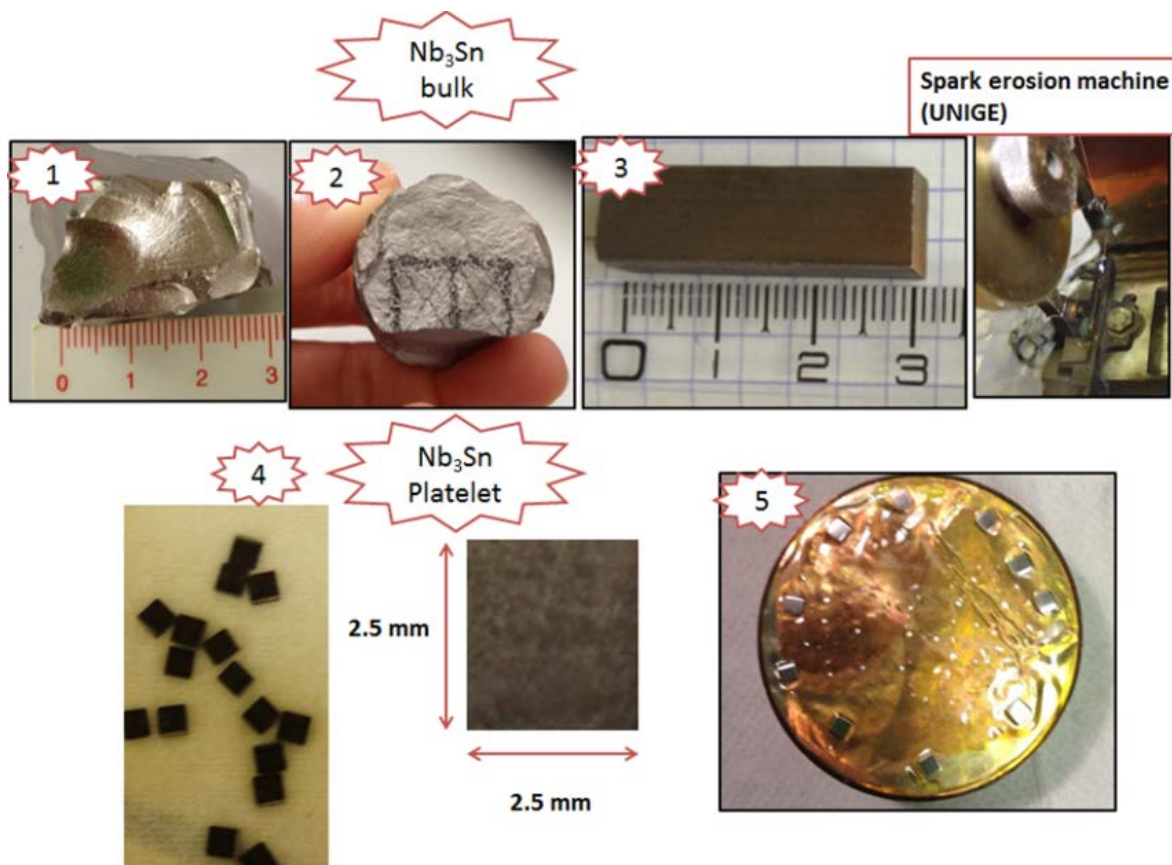 Nb₃Sn
bulk
Spark erosion machine
(UNIGE)
1
2
3
0 1 2 3
0 1 2 3
4
Nb₃Sn
Platelet
5
2.5 mm
2.5 mm